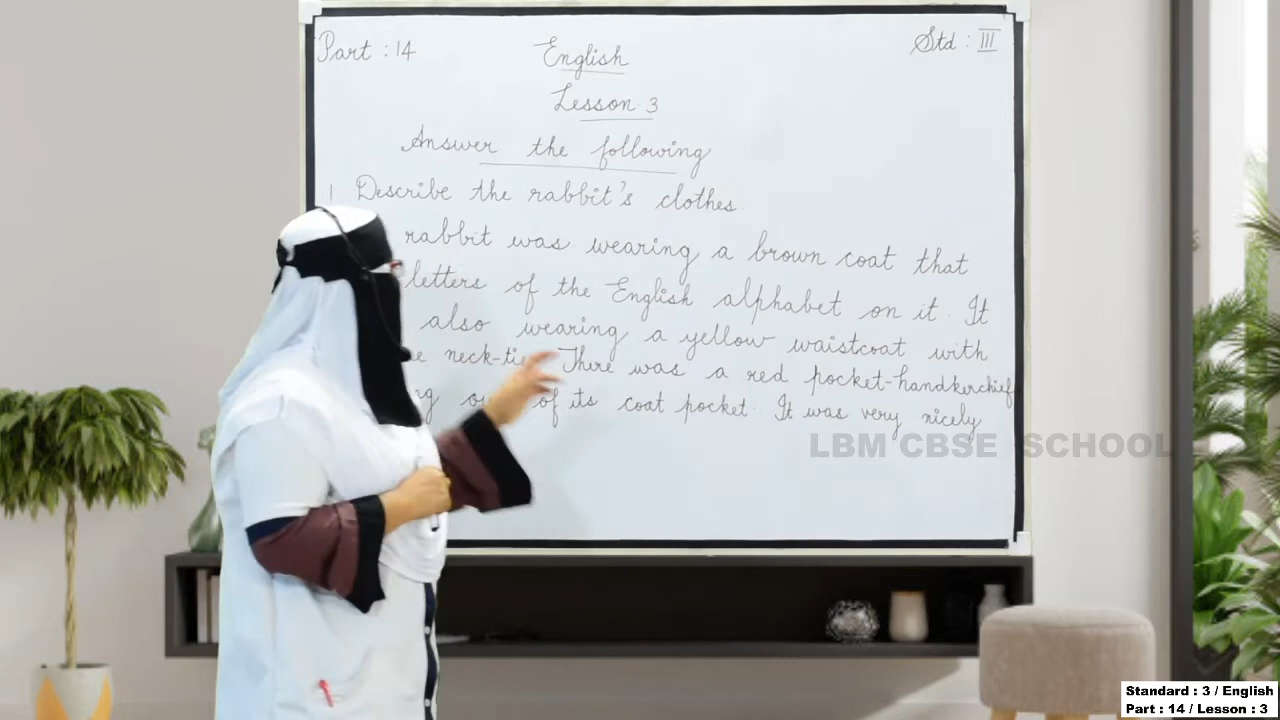 Part : 14
English
Std : III
Lesson 3
Answer the following
1 Describe the rabbit's clothes.
rabbit was wearing a brown coat that
letters of the English alphabet on it. It
also wearing a yellow waistcoat with
neck-tie. There was a red pocket-handkerchief
of its coat pocket. It was very nicely
LBM CBSE SCHOOL
Standard : 3 / English
Part : 14 / Lesson : 3